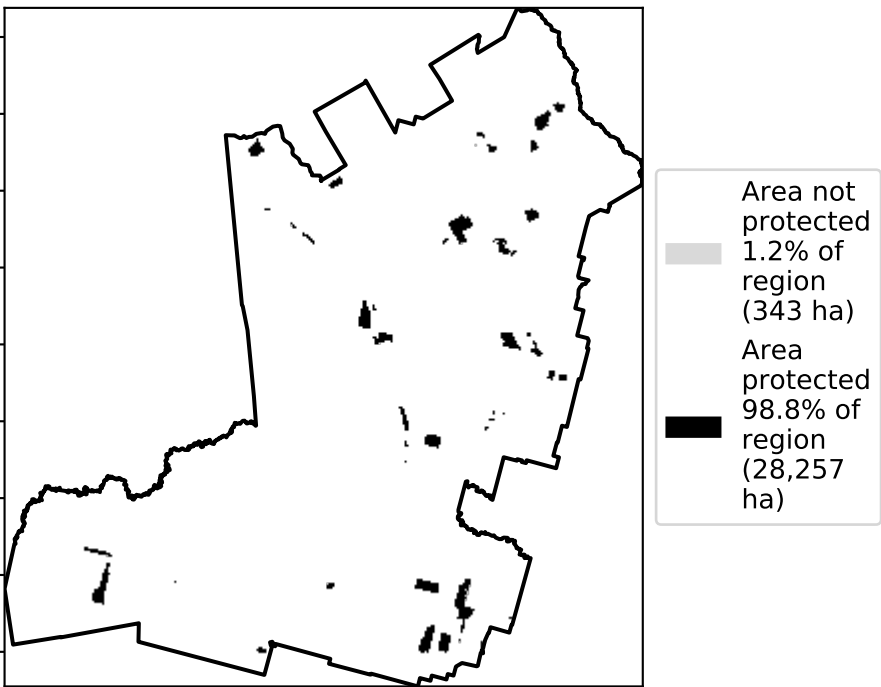 Area not
protected
1.2% of
region
(343 ha)
Area
protected
98.8% of
region
(28,257
ha)